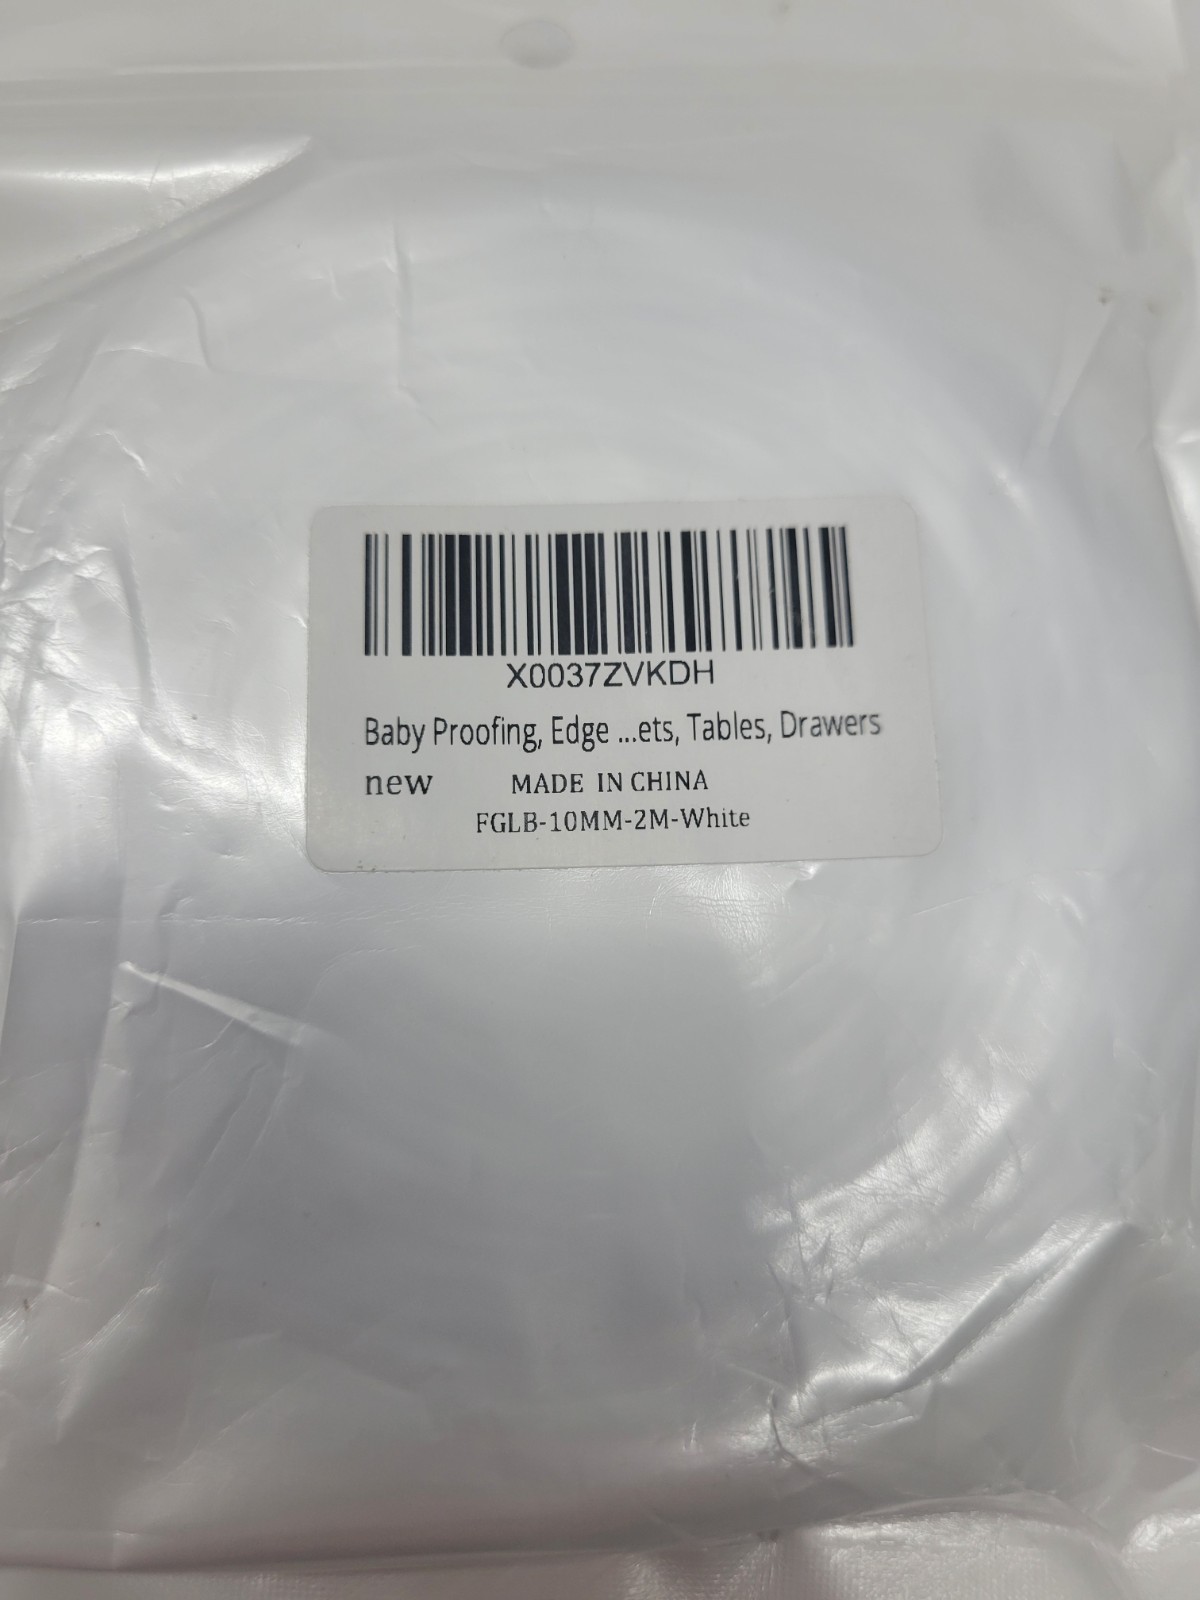 X0037ZVKDH
Baby Proofing, Edge ...ets, Tables, Drawers
new MADE IN CHINA
FGLB-10MM-2M-White